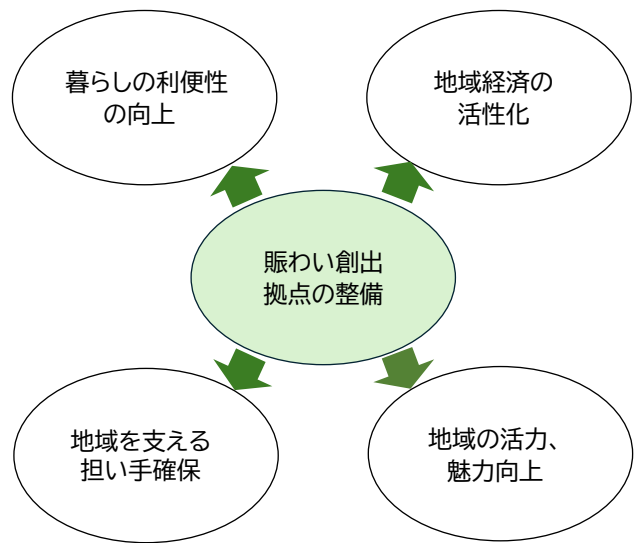 暮らしの利便性
の向上
地域経済の
活性化
賑わい創出
拠点の整備
地域を支える
担い手確保
地域の活力、
魅力向上